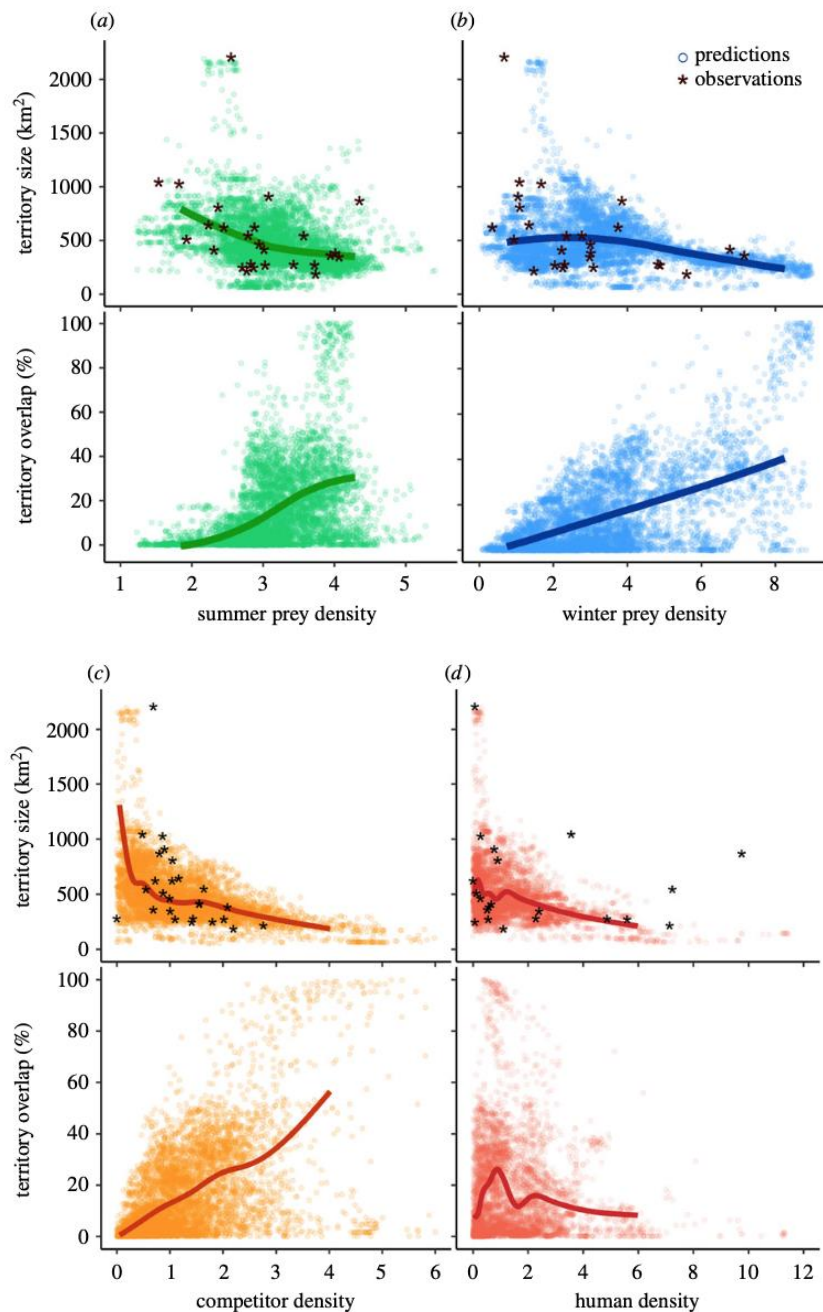 (a)
(b)
predictions
* observations
territory size (km²)
2000
1500
1000
500
0
territory overlap (%)
100
80
60
40
20
0
1 2 3 4 5
0 2 4 6 8
summer prey density
winter prey density
(c)
(d)
territory size (km²)
2000
1500
1000
500
0
territory overlap (%)
100
80
60
40
20
0
0 1 2 3 4 5 6
0 2 4 6 8 10 12
competitor density
human density